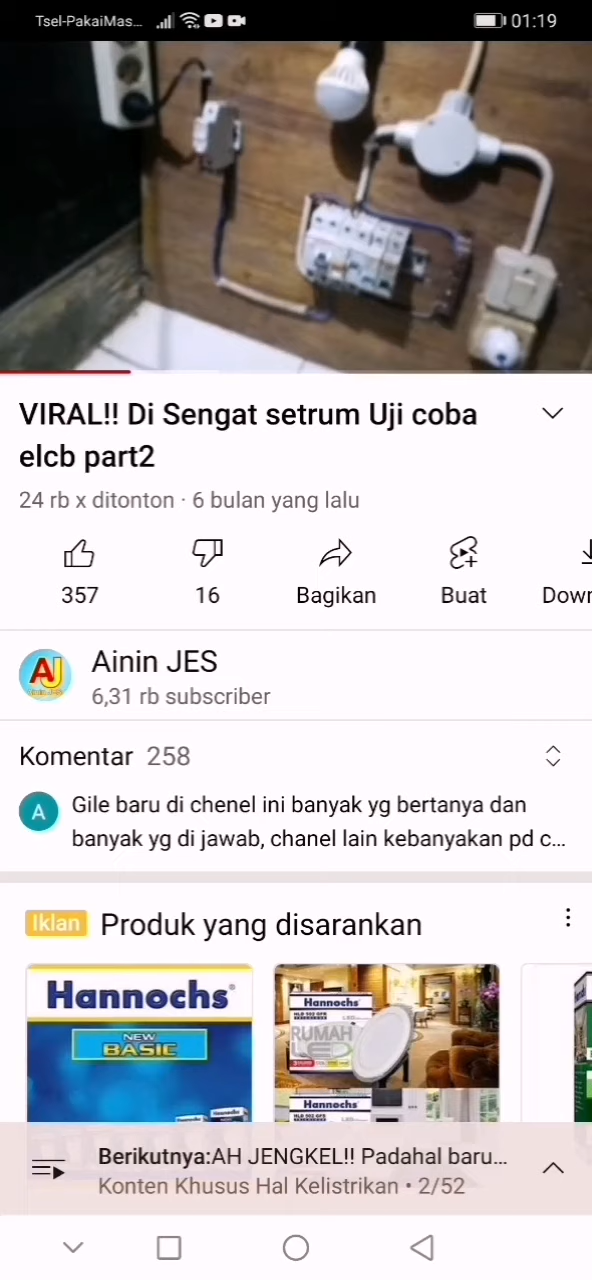 Tsel-PakaiMas...
01:19
VIRAL!! Di Sengat setrum Uji coba
elcb part2
24 rb x ditonton · 6 bulan yang lalu
357
16
Bagikan
Buat
Down
AJ
Ainin JES
6,31 rb subscriber
Komentar 258
A
Gile baru di chenel ini banyak yg bertanya dan
banyak yg di jawab, chanel lain kebanyakan pd c...
Iklan
Produk yang disarankan
Hannochs
NEW
BASIC
Hannochs
RUMAH
LED
Hannochs
Berikutnya:AH JENGKEL!! Padahal baru...
Konten Khusus Hal Kelistrikan • 2/52